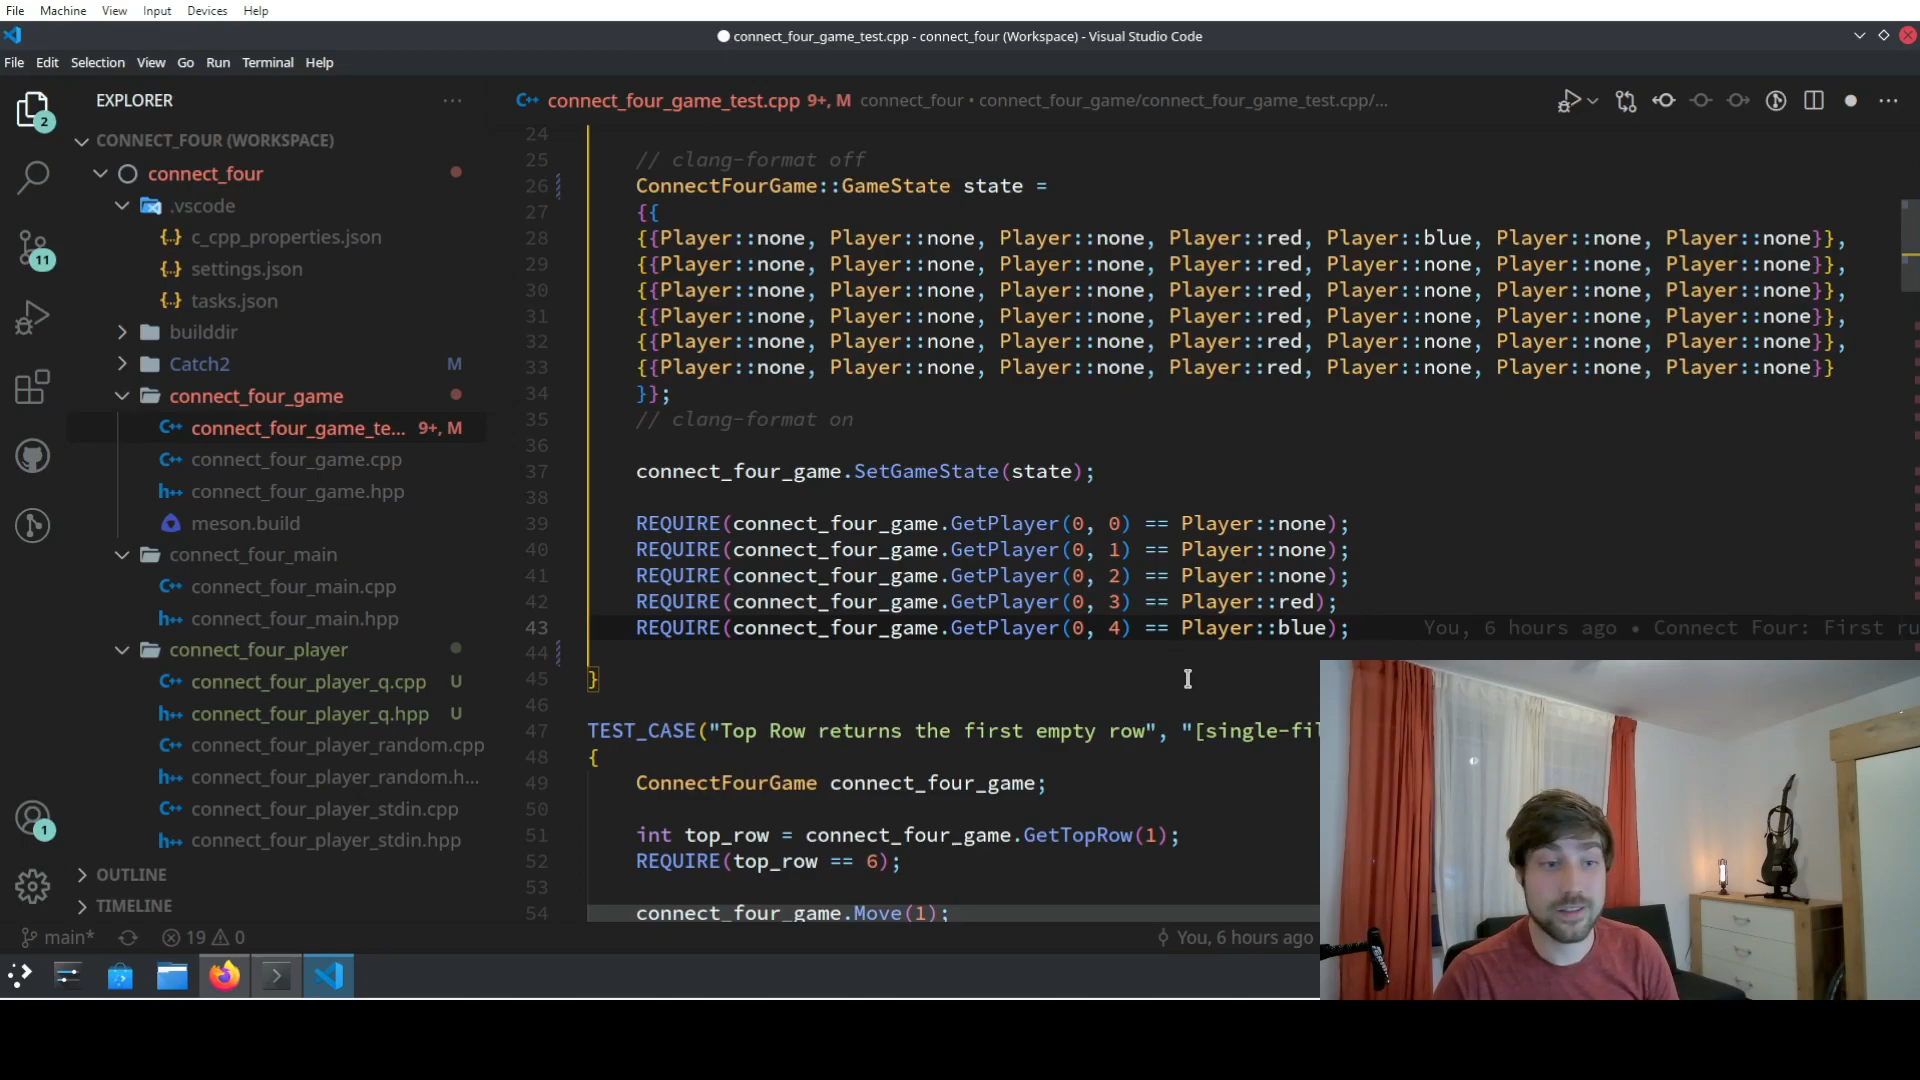 File Machine View Input Devices Help
connect_four_game_test.cpp - connect_four (Workspace) - Visual Studio Code
File Edit Selection View Go Run Terminal Help
EXPLORER
CONNECT_FOUR (WORKSPACE)
connect_four
.vscode
c_cpp_properties.json
settings.json
tasks.json
builddir
Catch2 M
connect_four_game
connect_four_game_te... 9+, M
connect_four_game.cpp
connect_four_game.hpp
meson.build
connect_four_main
connect_four_main.cpp
connect_four_main.hpp
connect_four_player
connect_four_player_q.cpp U
connect_four_player_q.hpp U
connect_four_player_random.cpp
connect_four_player_random.h...
connect_four_player_stdin.cpp
connect_four_player_stdin.hpp
OUTLINE
TIMELINE
2
11
1
connect_four_game_test.cpp 9+, M connect_four • connect_four_game/connect_four_game_test.cpp/...
24
25 // clang-format off
26 ConnectFourGame::GameState state =
27 {{
28 {{Player::none, Player::none, Player::none, Player::red, Player::blue, Player::none, Player::none}},
29 {{Player::none, Player::none, Player::none, Player::red, Player::none, Player::none, Player::none}},
30 {{Player::none, Player::none, Player::none, Player::red, Player::none, Player::none, Player::none}},
31 {{Player::none, Player::none, Player::none, Player::red, Player::none, Player::none, Player::none}},
32 {{Player::none, Player::none, Player::none, Player::red, Player::none, Player::none, Player::none}},
33 {{Player::none, Player::none, Player::none, Player::red, Player::none, Player::none, Player::none}}
34 }};
35 // clang-format on
36
37 connect_four_game.SetGameState(state);
38
39 REQUIRE(connect_four_game.GetPlayer(0, 0) == Player::none);
40 REQUIRE(connect_four_game.GetPlayer(0, 1) == Player::none);
41 REQUIRE(connect_four_game.GetPlayer(0, 2) == Player::none);
42 REQUIRE(connect_four_game.GetPlayer(0, 3) == Player::red);
43 REQUIRE(connect_four_game.GetPlayer(0, 4) == Player::blue); You, 6 hours ago • Connect Four: First ru
44
45 }
46
47 TEST_CASE("Top Row returns the first empty row", "[single-fil
48 {
49 ConnectFourGame connect_four_game;
50
51 int top_row = connect_four_game.GetTopRow(1);
52 REQUIRE(top_row == 6);
53
54 connect_four_game.Move(1);
main* 19 0 You, 6 hours ago